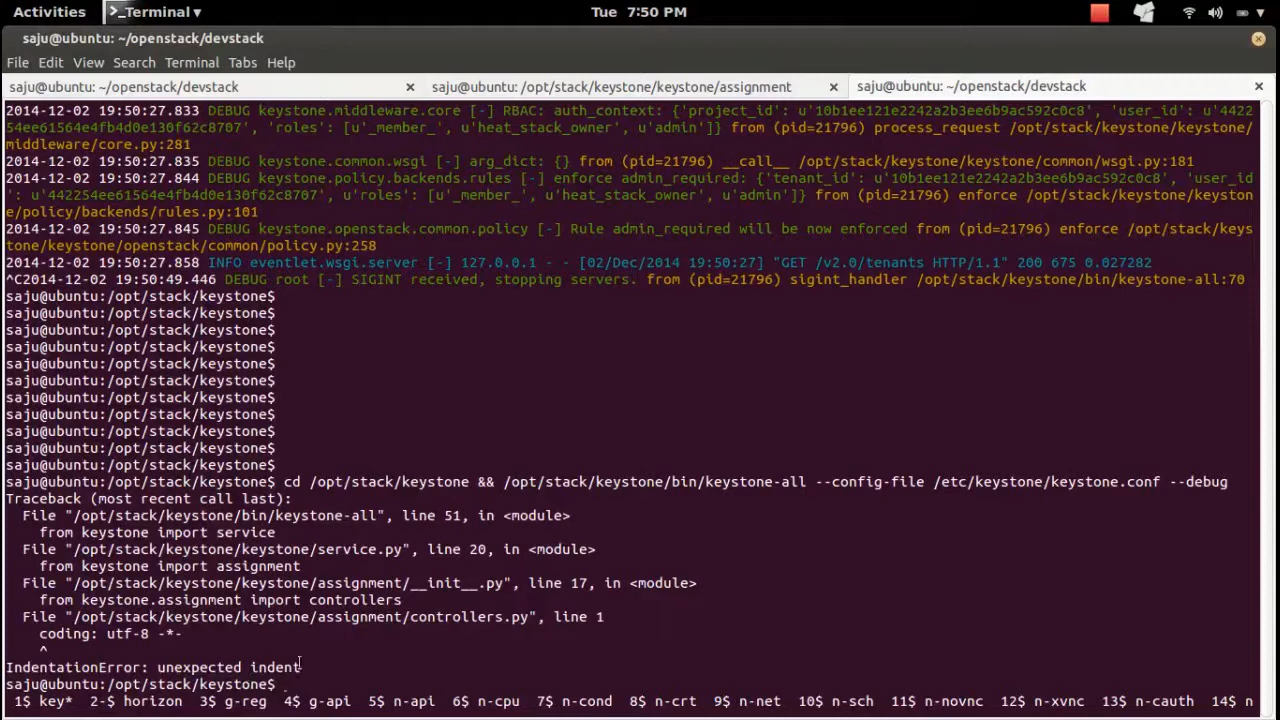 Activities
>_Terminal ▾
Tue 7:50 PM
saju@ubuntu: ~/openstack/devstack
File Edit View Search Terminal Tabs Help
saju@ubuntu: ~/openstack/devstack × saju@ubuntu: /opt/stack/keystone/keystone/assignment × saju@ubuntu: ~/openstack/devstack ×
2014-12-02 19:50:27.833 DEBUG keystone.middleware.core [-] RBAC: auth_context: {'project_id': u'10b1ee121e2242a2b3ee6b9ac592c0c8', 'user_id': u'442
254ee61564e4fb4d0e130f62c8707', 'roles': [u'_member_', u'heat_stack_owner', u'admin']} from (pid=21796) process_request /opt/stack/keystone/keystone/
middleware/core.py:281
2014-12-02 19:50:27.835 DEBUG keystone.common.wsgi [-] arg_dict: {} from (pid=21796) __call__ /opt/stack/keystone/keystone/common/wsgi.py:181
2014-12-02 19:50:27.844 DEBUG keystone.policy.backends.rules [-] enforce admin_required: {'tenant_id': u'10b1ee121e2242a2b3ee6b9ac592c0c8', 'user_id
': u'442254ee61564e4fb4d0e130f62c8707', u'roles': [u'_member_', u'heat_stack_owner', u'admin']} from (pid=21796) enforce /opt/stack/keystone/keyston
e/policy/backends/rules.py:101
2014-12-02 19:50:27.845 DEBUG keystone.openstack.common.policy [-] Rule admin_required will be now enforced from (pid=21796) enforce /opt/stack/keys
tone/keystone/openstack/common/policy.py:258
2014-12-02 19:50:27.858 INFO eventlet.wsgi.server [-] 127.0.0.1 - - [02/Dec/2014 19:50:27] "GET /v2.0/tenants HTTP/1.1" 200 675 0.027282
^C2014-12-02 19:50:49.446 DEBUG root [-] SIGINT received, stopping servers. from (pid=21796) sigint_handler /opt/stack/keystone/bin/keystone-all:70
saju@ubuntu:/opt/stack/keystone$
saju@ubuntu:/opt/stack/keystone$
saju@ubuntu:/opt/stack/keystone$
saju@ubuntu:/opt/stack/keystone$
saju@ubuntu:/opt/stack/keystone$
saju@ubuntu:/opt/stack/keystone$
saju@ubuntu:/opt/stack/keystone$
saju@ubuntu:/opt/stack/keystone$
saju@ubuntu:/opt/stack/keystone$
saju@ubuntu:/opt/stack/keystone$
saju@ubuntu:/opt/stack/keystone$
saju@ubuntu:/opt/stack/keystone$ cd /opt/stack/keystone && /opt/stack/keystone/bin/keystone-all --config-file /etc/keystone/keystone.conf --debug
Traceback (most recent call last):
File "/opt/stack/keystone/bin/keystone-all", line 51, in <module>
from keystone import service
File "/opt/stack/keystone/keystone/service.py", line 20, in <module>
from keystone import assignment
File "/opt/stack/keystone/keystone/assignment/__init__.py", line 17, in <module>
from keystone.assignment import controllers
File "/opt/stack/keystone/keystone/assignment/controllers.py", line 1
coding: utf-8 -*-
^
IndentationError: unexpected indent
saju@ubuntu:/opt/stack/keystone$
1$ key* 2-$ horizon 3$ g-reg 4$ g-api 5$ n-api 6$ n-cpu 7$ n-cond 8$ n-crt 9$ n-net 10$ n-sch 11$ n-novnc 12$ n-xvnc 13$ n-cauth 14$ n